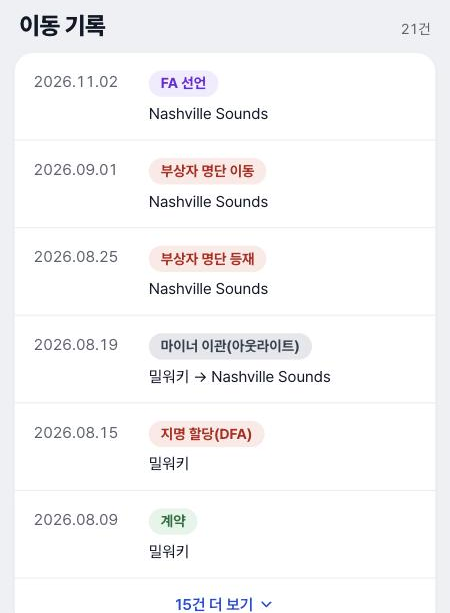 이동 기록
21건
2026.11.02
FA 선언
Nashville Sounds
2026.09.01
부상자 명단 이동
Nashville Sounds
2026.08.25
부상자 명단 등재
Nashville Sounds
2026.08.19
마이너 이관(아웃라이트)
밀워키 → Nashville Sounds
2026.08.15
지명 할당(DFA)
밀워키
2026.08.09
계약
밀워키
15건 더 보기